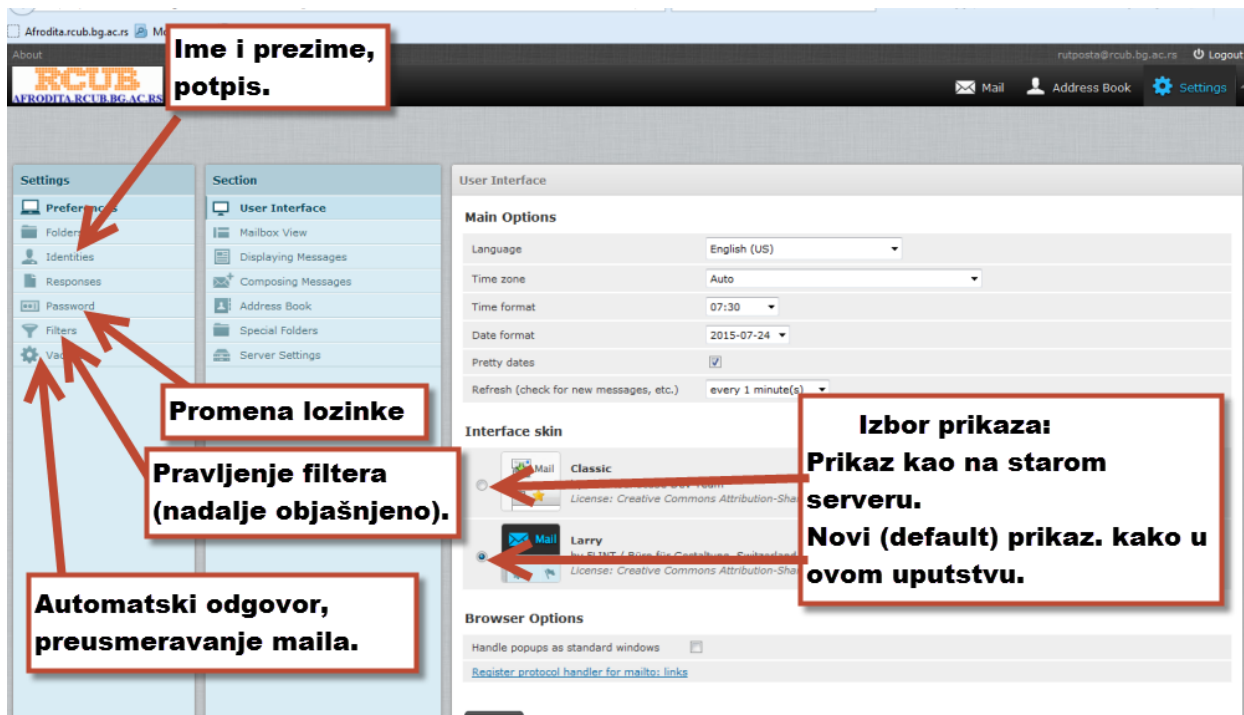 Afrodita.rcub.bg.ac.rs
About
rutposta@rcub.bg.ac.rs Logout
RCUB
AFRODITA.RCUB.BG.AC.RS
Mail Address Book Settings
Ime i prezime,
potpis.
Settings
Preferences
Folders
Identities
Responses
Password
Filters
Section
User Interface
Mailbox View
Displaying Messages
Composing Messages
Address Book
Special Folders
Server Settings
User Interface
Main Options
Language English (US)
Time zone Auto
Time format 07:30
Date format 2015-07-24
Pretty dates
Refresh (check for new messages, etc.) every 1 minute(s)
Interface skin
Mail Classic
License: Creative Commons
Mail Larry
License: Creative Commons
Browser Options
Handle popups as standard windows
Register protocol handler for mailto: links
Promena lozinke
Pravljenje filtera
(nadalje objašnjeno).
Automatski odgovor,
preusmeravanje maila.
Izbor prikaza:
Prikaz kao na starom
serveru.
Novi (default) prikaz. kako u
ovom uputstvu.